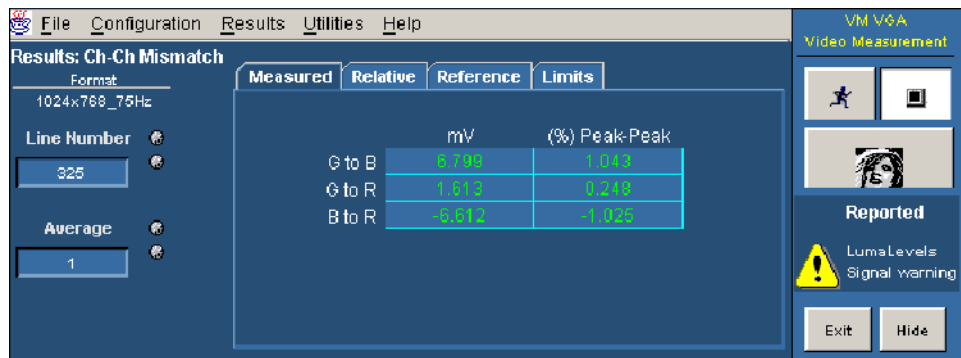 File Configuration Results Utilities Help
VM VGA
Video Measurement
Results: Ch-Ch Mismatch
Format
1024x768_75Hz
Line Number
325
Average
1
Measured Relative Reference Limits
mV (%) Peak-Peak
G to B 6.799 1.043
G to R 1.613 0.248
B to R -6.612 -1.025
Reported
LumaLevels
Signal warning
Exit Hide